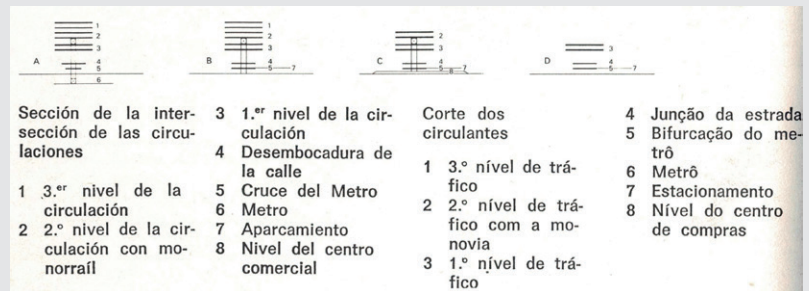 1
2
3
A
4
5
6
1
2
3
B
4
5
7
2
3
C
4
5
7
8
3
D
4
5
7
Sección de la inter-
sección de las circu-
laciones
1 3.er nivel de la
circulación
2 2.º nivel de la cir-
culación con mo-
norraíl
3 1.er nivel de la cir-
culación
4 Desembocadura de
la calle
5 Cruce del Metro
6 Metro
7 Aparcamiento
8 Nivel del centro
comercial
Corte dos
circulantes
1 3.º nível de trá-
fico
2 2.º nível de trá-
fico com a mo-
novia
3 1.º nível de trá-
fico
4 Junção da estrada
5 Bifurcação do me-
trô
6 Metrô
7 Estacionamento
8 Nível do centro
de compras